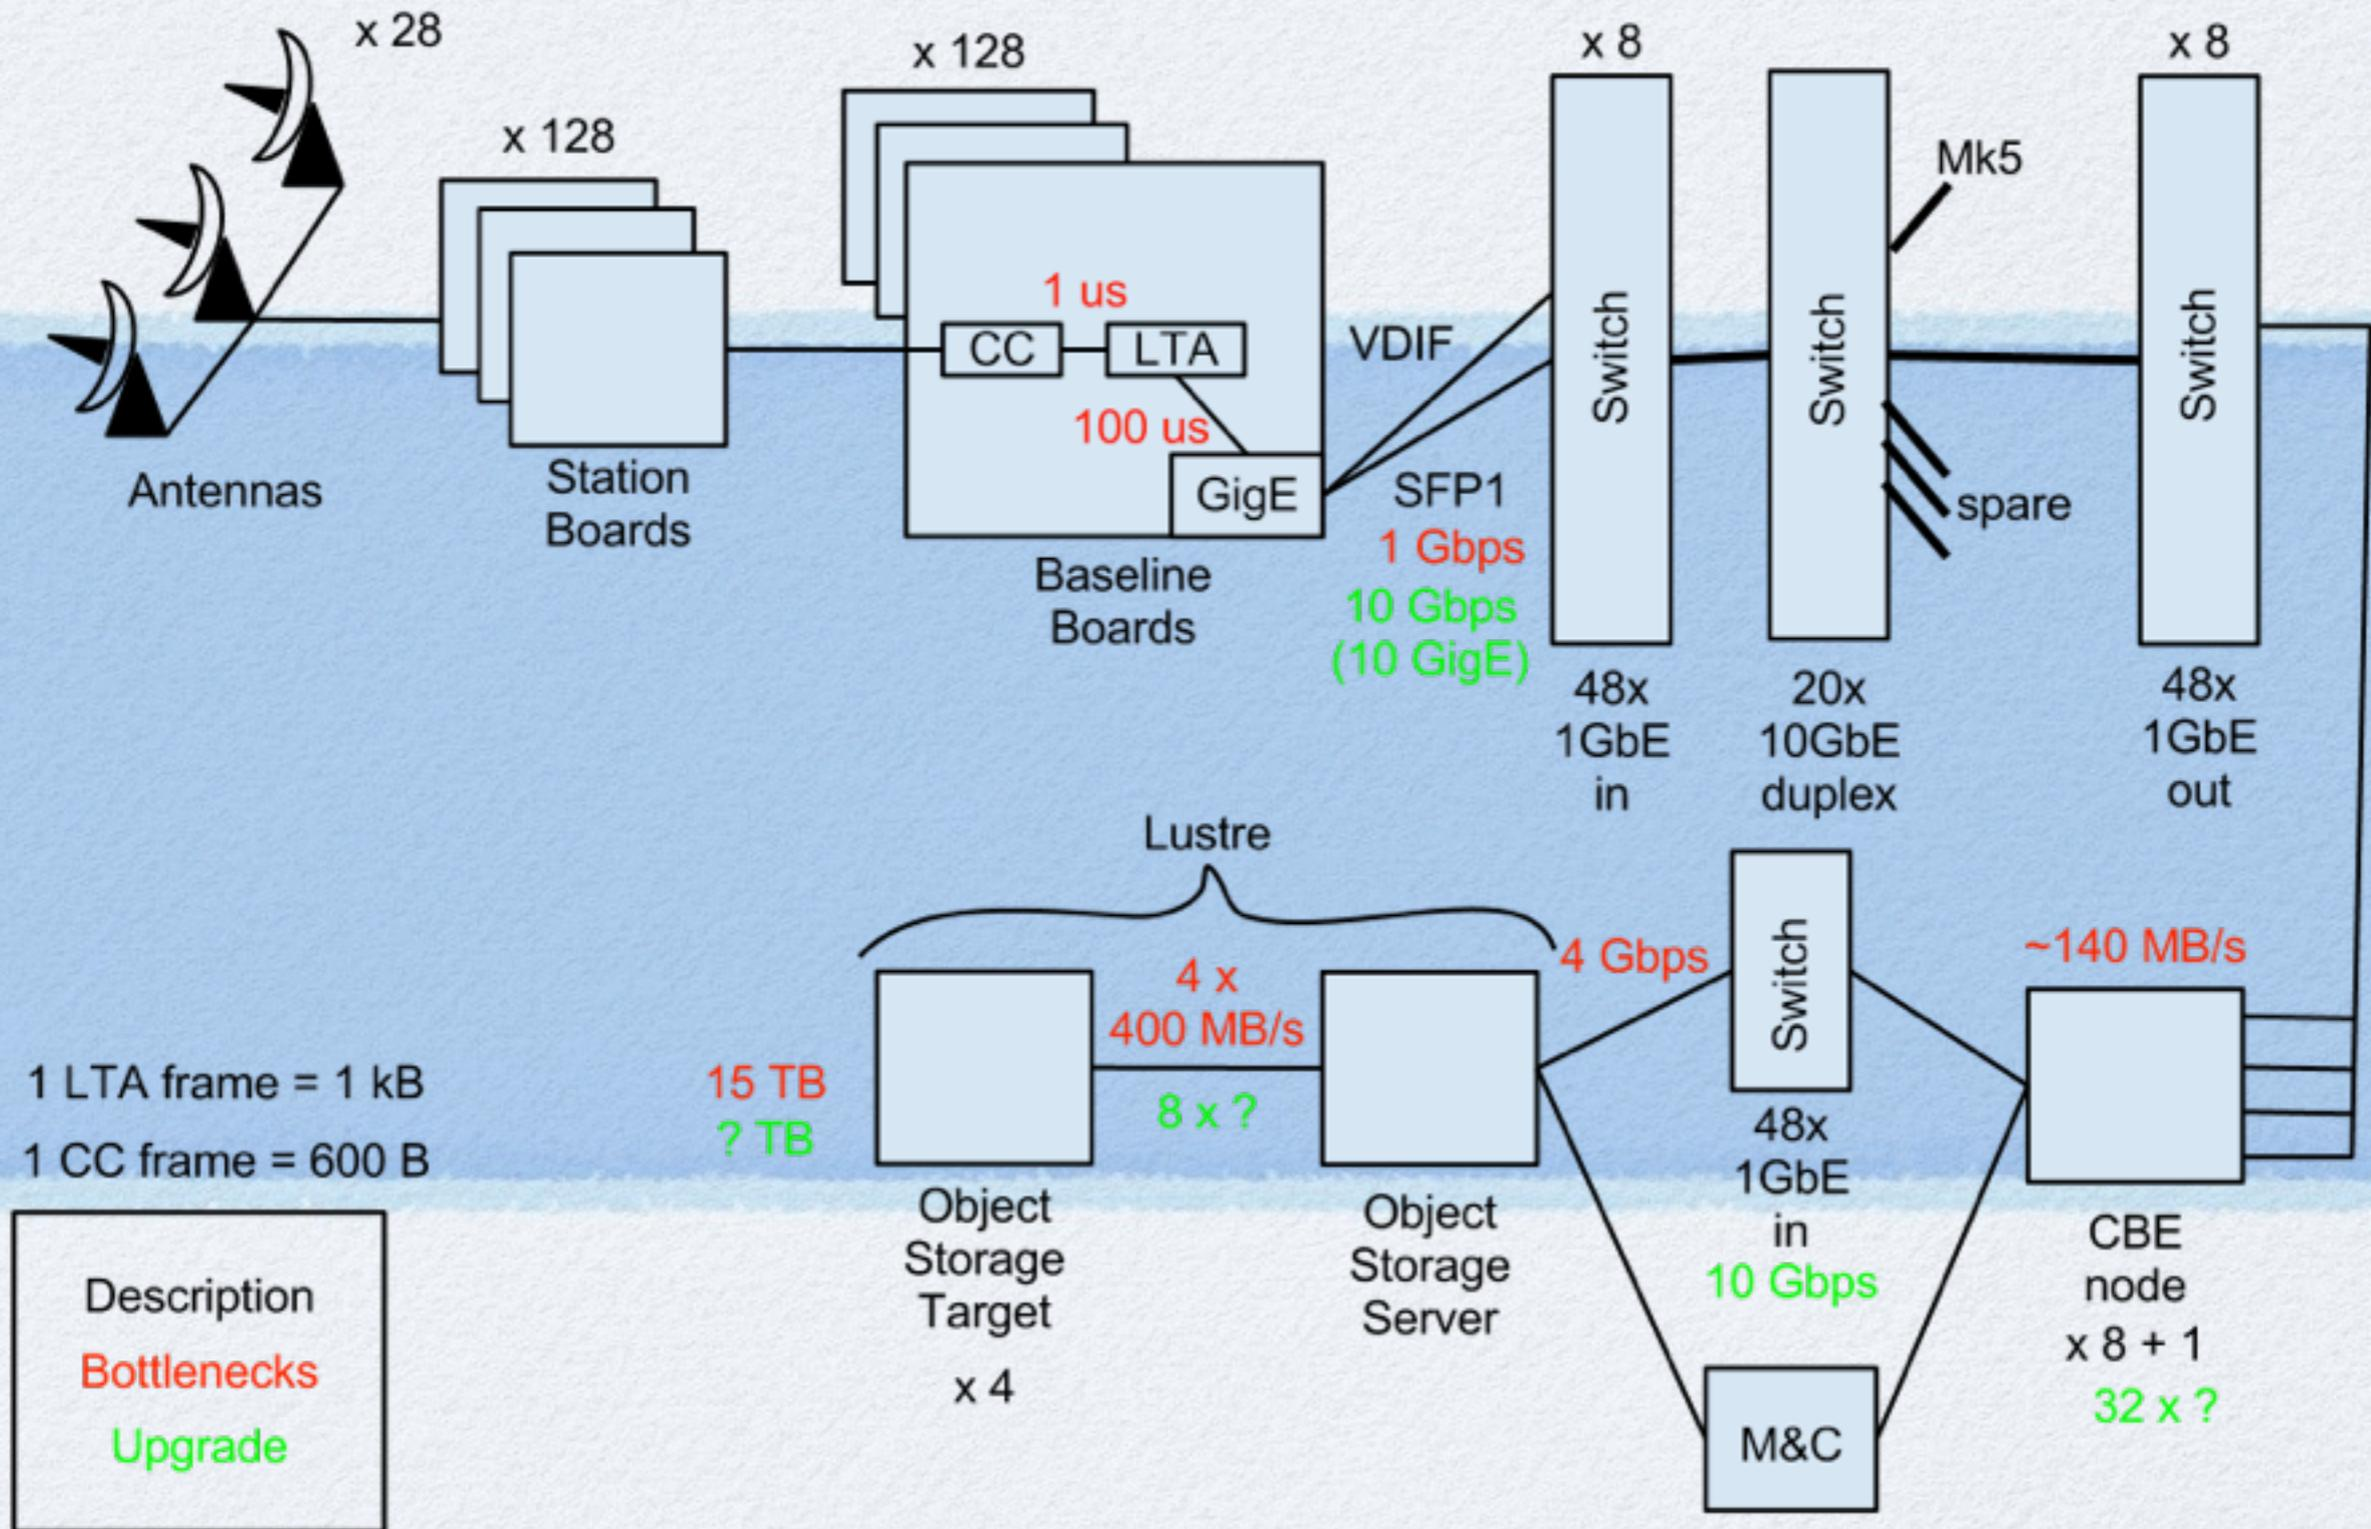 x 28
x 128
x 128
x 8
x 8
Mk5
1 us
CC
LTA
100 us
GigE
VDIF
SFP1
1 Gbps
10 Gbps
(10 GigE)
Switch
Switch
Switch
spare
Antennas
Station
Boards
Baseline
Boards
48x
1GbE
in
20x
10GbE
duplex
48x
1GbE
out
Lustre
15 TB
? TB
4 x
400 MB/s
8 x ?
4 Gbps
Switch
~140 MB/s
1 LTA frame = 1 kB
1 CC frame = 600 B
Object
Storage
Target
x 4
Object
Storage
Server
48x
1GbE
in
10 Gbps
M&C
CBE
node
x 8 + 1
32 x ?
Description
Bottlenecks
Upgrade